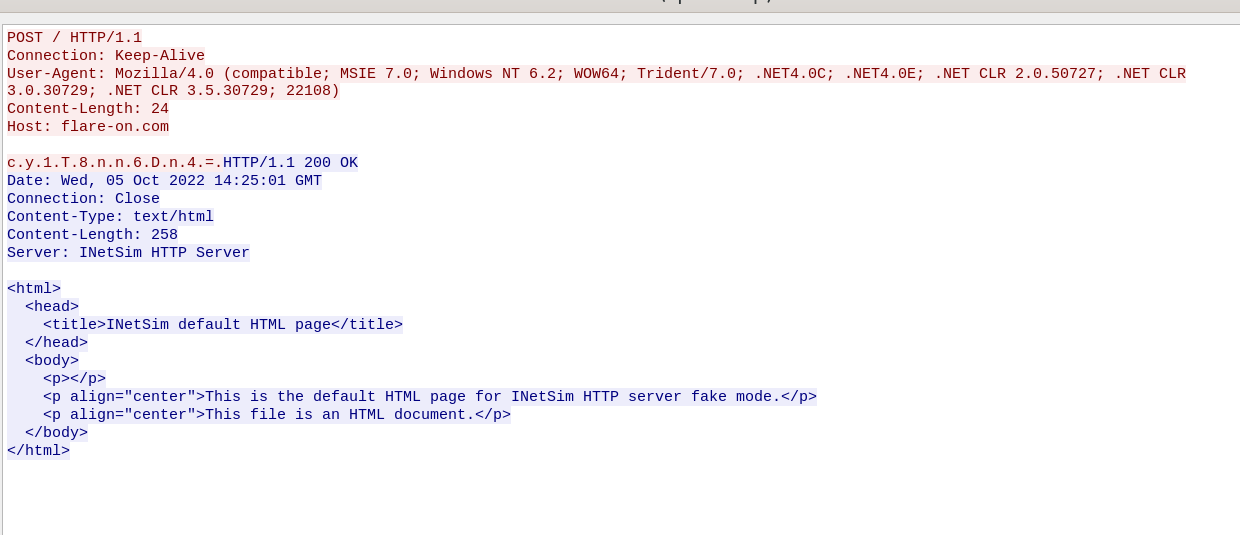 POST / HTTP/1.1
Connection: Keep-Alive
User-Agent: Mozilla/4.0 (compatible; MSIE 7.0; Windows NT 6.2; WOW64; Trident/7.0; .NET4.0C; .NET4.0E; .NET CLR 2.0.50727; .NET CLR
3.0.30729; .NET CLR 3.5.30729; 22108)
Content-Length: 24
Host: flare-on.com
c.y.1.T.8.n.n.6.D.n.4.=.HTTP/1.1 200 OK
Date: Wed, 05 Oct 2022 14:25:01 GMT
Connection: Close
Content-Type: text/html
Content-Length: 258
Server: INetSim HTTP Server
<html>
  <head>
    <title>INetSim default HTML page</title>
  </head>
  <body>
    <p></p>
    <p align="center">This is the default HTML page for INetSim HTTP server fake mode.</p>
    <p align="center">This file is an HTML document.</p>
  </body>
</html>